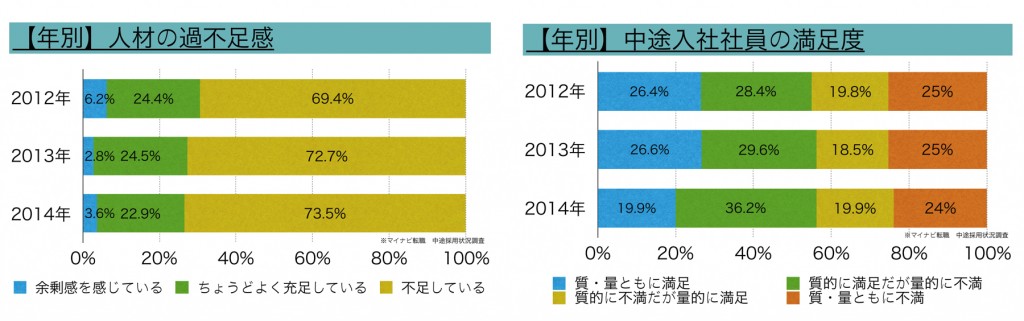 【年別】人材の過不足感
2012年
6.2% 24.4% 69.4%
2013年
2.8% 24.5% 72.7%
2014年
3.6% 22.9% 73.5%
※マイナビ転職　中途採用状況調査
0% 20% 40% 60% 80% 100%
余剰感を感じている ちょうどよく充足している 不足している
【年別】中途入社社員の満足度
2012年
26.4% 28.4% 19.8% 25%
2013年
26.6% 29.6% 18.5% 25%
2014年
19.9% 36.2% 19.9% 24%
※マイナビ転職　中途採用状況調査
0% 20% 40% 60% 80% 100%
質・量ともに満足 質的に満足だが量的に不満
質的に不満だが量的に満足 質・量ともに不満